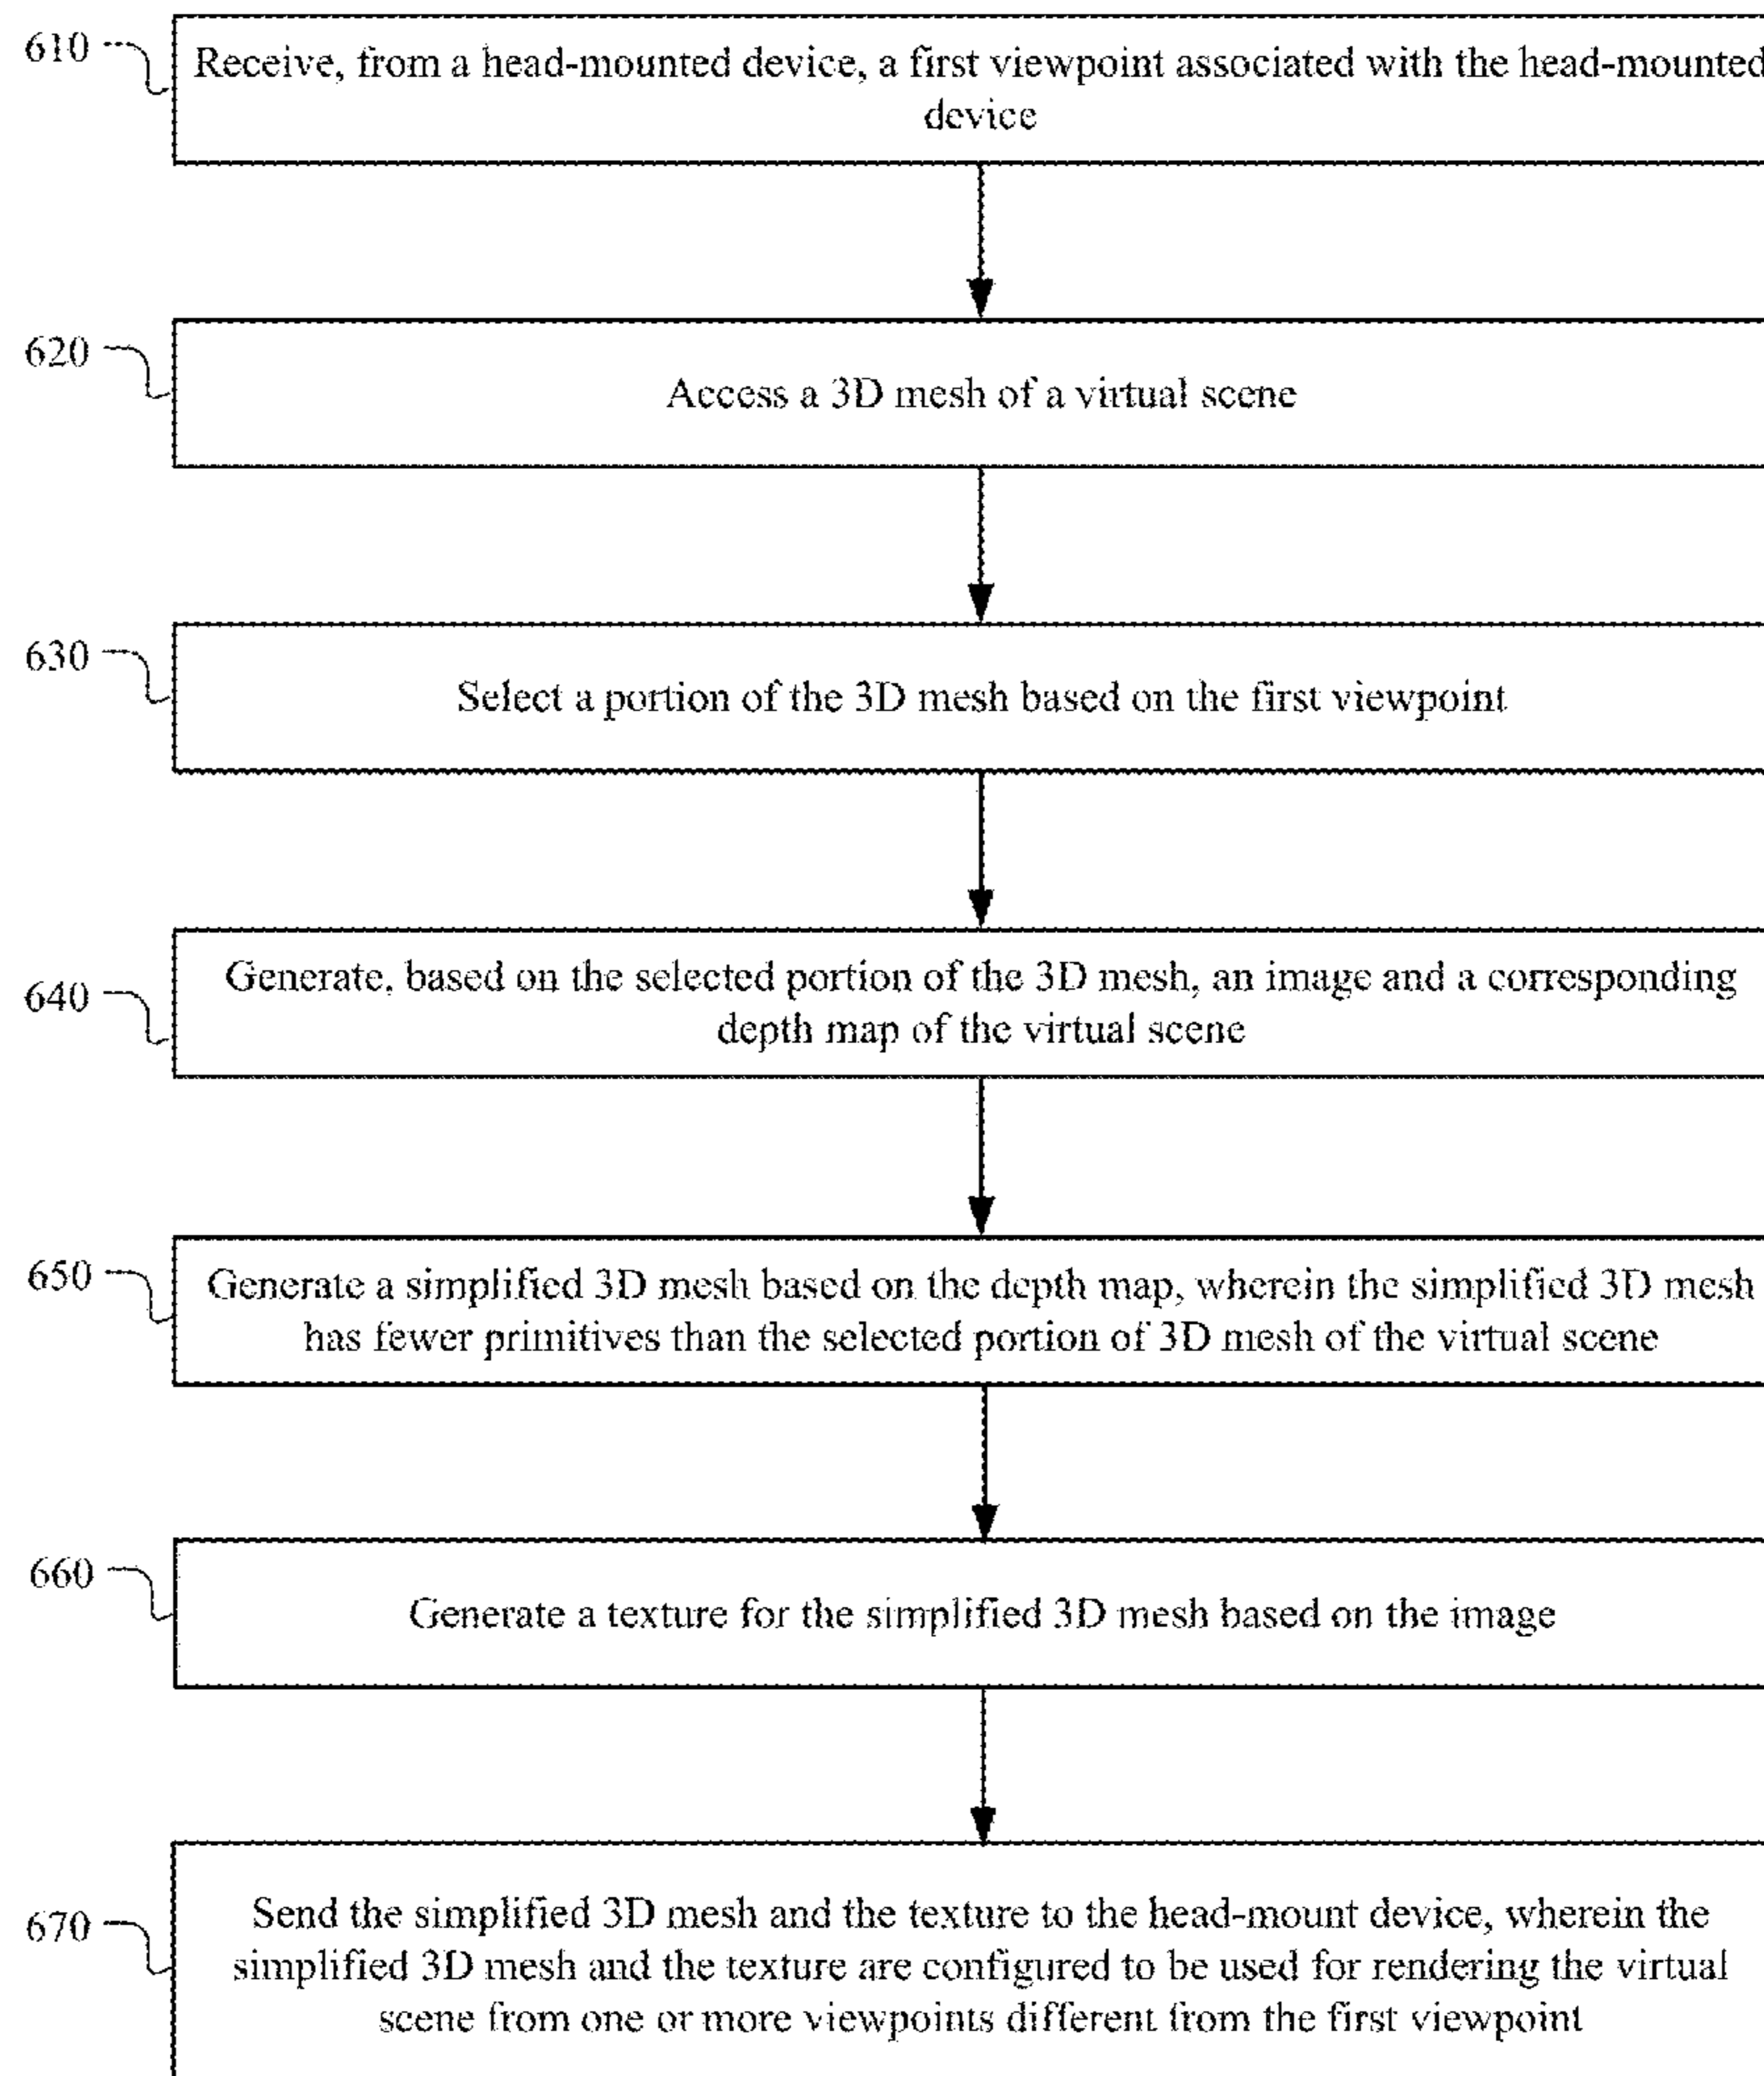 610
Receive, from a head-mounted device, a first viewpoint associated with the head-mounted
device
620
Access a 3D mesh of a virtual scene
630
Select a portion of the 3D mesh based on the first viewpoint
640
Generate, based on the selected portion of the 3D mesh, an image and a corresponding
depth map of the virtual scene
650
Generate a simplified 3D mesh based on the depth map, wherein the simplified 3D mesh
has fewer primitives than the selected portion of 3D mesh of the virtual scene
660
Generate a texture for the simplified 3D mesh based on the image
670
Send the simplified 3D mesh and the texture to the head-mount device, wherein the
simplified 3D mesh and the texture are configured to be used for rendering the virtual
scene from one or more viewpoints different from the first viewpoint